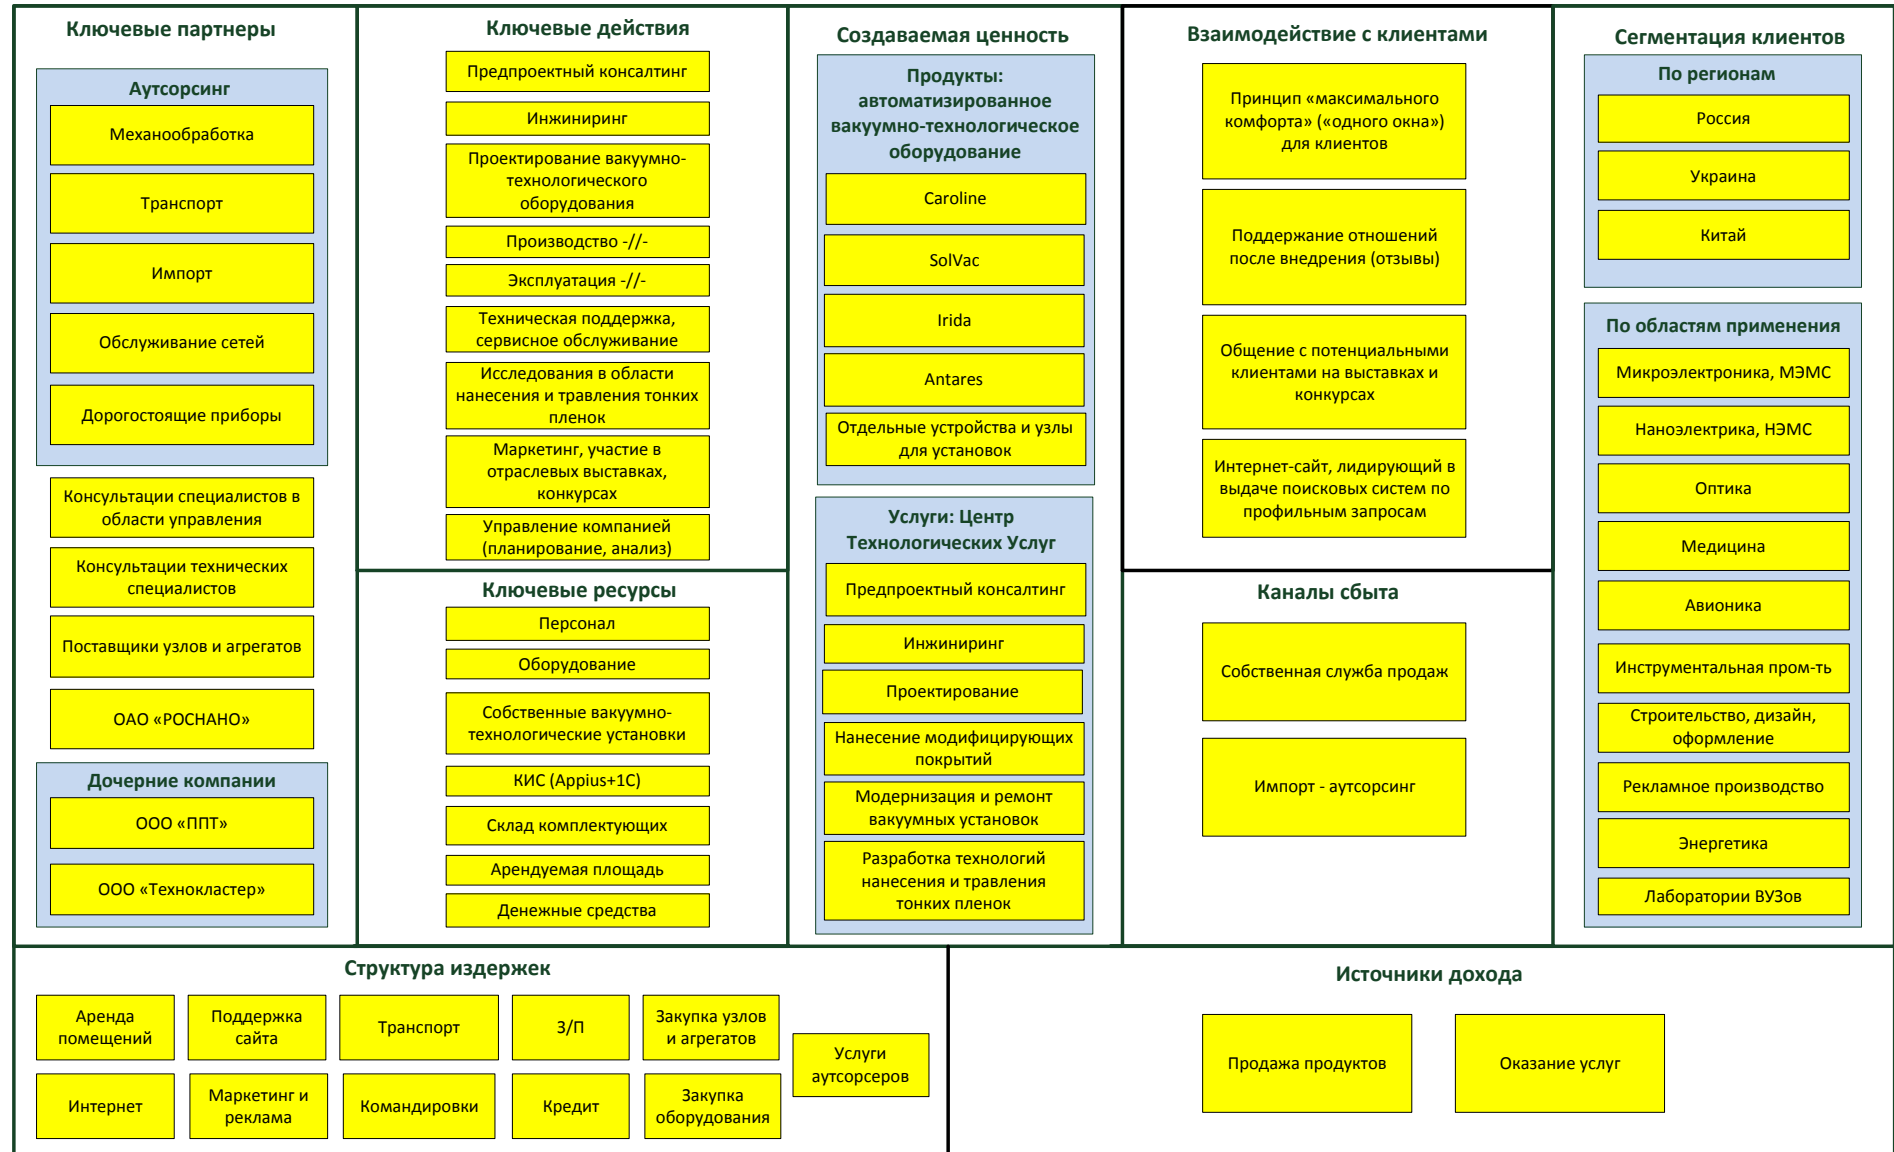 Ключевые партнеры
Аутсорсинг
Механообработка
Транспорт
Импорт
Обслуживание сетей
Дорогостоящие приборы
Консультации специалистов в
области управления
Консультации технических
специалистов
Поставщики узлов и агрегатов
ОАО «РОСНАНО»
Дочерние компании
ООО «ППТ»
ООО «Технокластер»
Ключевые действия
Предпроектный консалтинг
Инжиниринг
Проектирование вакуумно-
технологического
оборудования
Производство -//-
Эксплуатация -//-
Техническая поддержка,
сервисное обслуживание
Исследования в области
нанесения и травления тонких
пленок
Маркетинг, участие в
отраслевых выставках,
конкурсах
Управление компанией
(планирование, анализ)
Ключевые ресурсы
Персонал
Оборудование
Собственные вакуумно-
технологические установки
КИС (Appius+1С)
Склад комплектующих
Арендуемая площадь
Денежные средства
Создаваемая ценность
Продукты:
автоматизированное
вакуумно-технологическое
оборудование
Caroline
SolVac
Irida
Antares
Отдельные устройства и узлы
для установок
Услуги: Центр
Технологических Услуг
Предпроектный консалтинг
Инжиниринг
Проектирование
Нанесение модифицирующих
покрытий
Модернизация и ремонт
вакуумных установок
Разработка технологий
нанесения и травления
тонких пленок
Взаимодействие с клиентами
Принцип «максимального
комфорта» («одного окна»)
для клиентов
Поддержание отношений
после внедрения (отзывы)
Общение с потенциальными
клиентами на выставках и
конкурсах
Интернет-сайт, лидирующий в
выдаче поисковых систем по
профильным запросам
Каналы сбыта
Собственная служба продаж
Импорт - аутсорсинг
Сегментация клиентов
По регионам
Россия
Украина
Китай
По областям применения
Микроэлектроника, МЭМС
Наноэлектрика, НЭМС
Оптика
Медицина
Авионика
Инструментальная пром-ть
Строительство, дизайн,
оформление
Рекламное производство
Энергетика
Лаборатории ВУЗов
Структура издержек
Аренда
помещений
Поддержка
сайта
Транспорт
З/П
Закупка узлов
и агрегатов
Услуги
аутсорсеров
Интернет
Маркетинг и
реклама
Командировки
Кредит
Закупка
оборудования
Источники дохода
Продажа продуктов
Оказание услуг